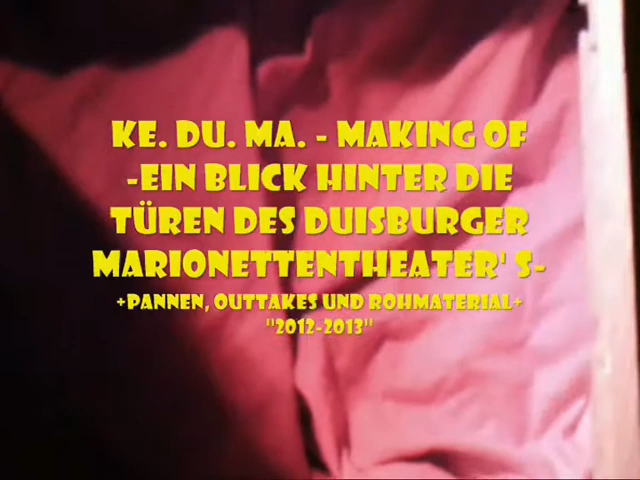 KE. DU. MA. - MAKING OF
-EIN BLICK HINTER DIE
TÜREN DES DUISBURGER
MARIONETTENTHEATER' S-
+PANNEN, OUTTAKES UND ROHMATERIAL+
"2012-2013"